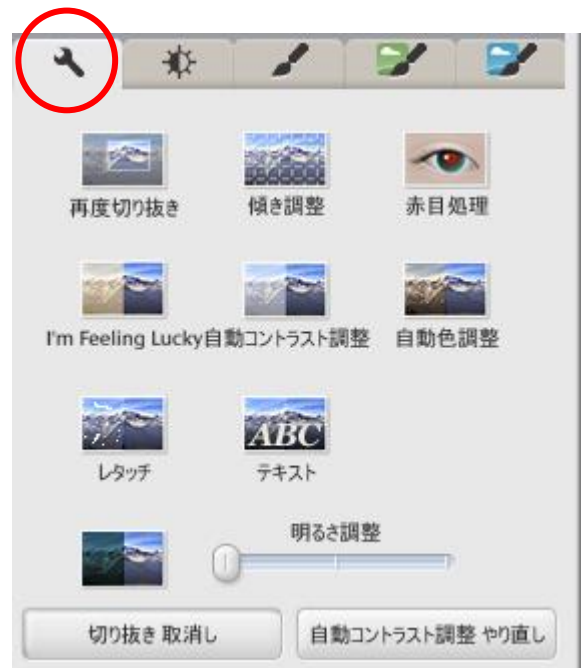 再度切り抜き 傾き調整 赤目処理
I'm Feeling Lucky 自動コントラスト調整 自動色調整
ABC
レタッチ テキスト
明るさ調整
切り抜き 取消し 自動コントラスト調整 やり直し